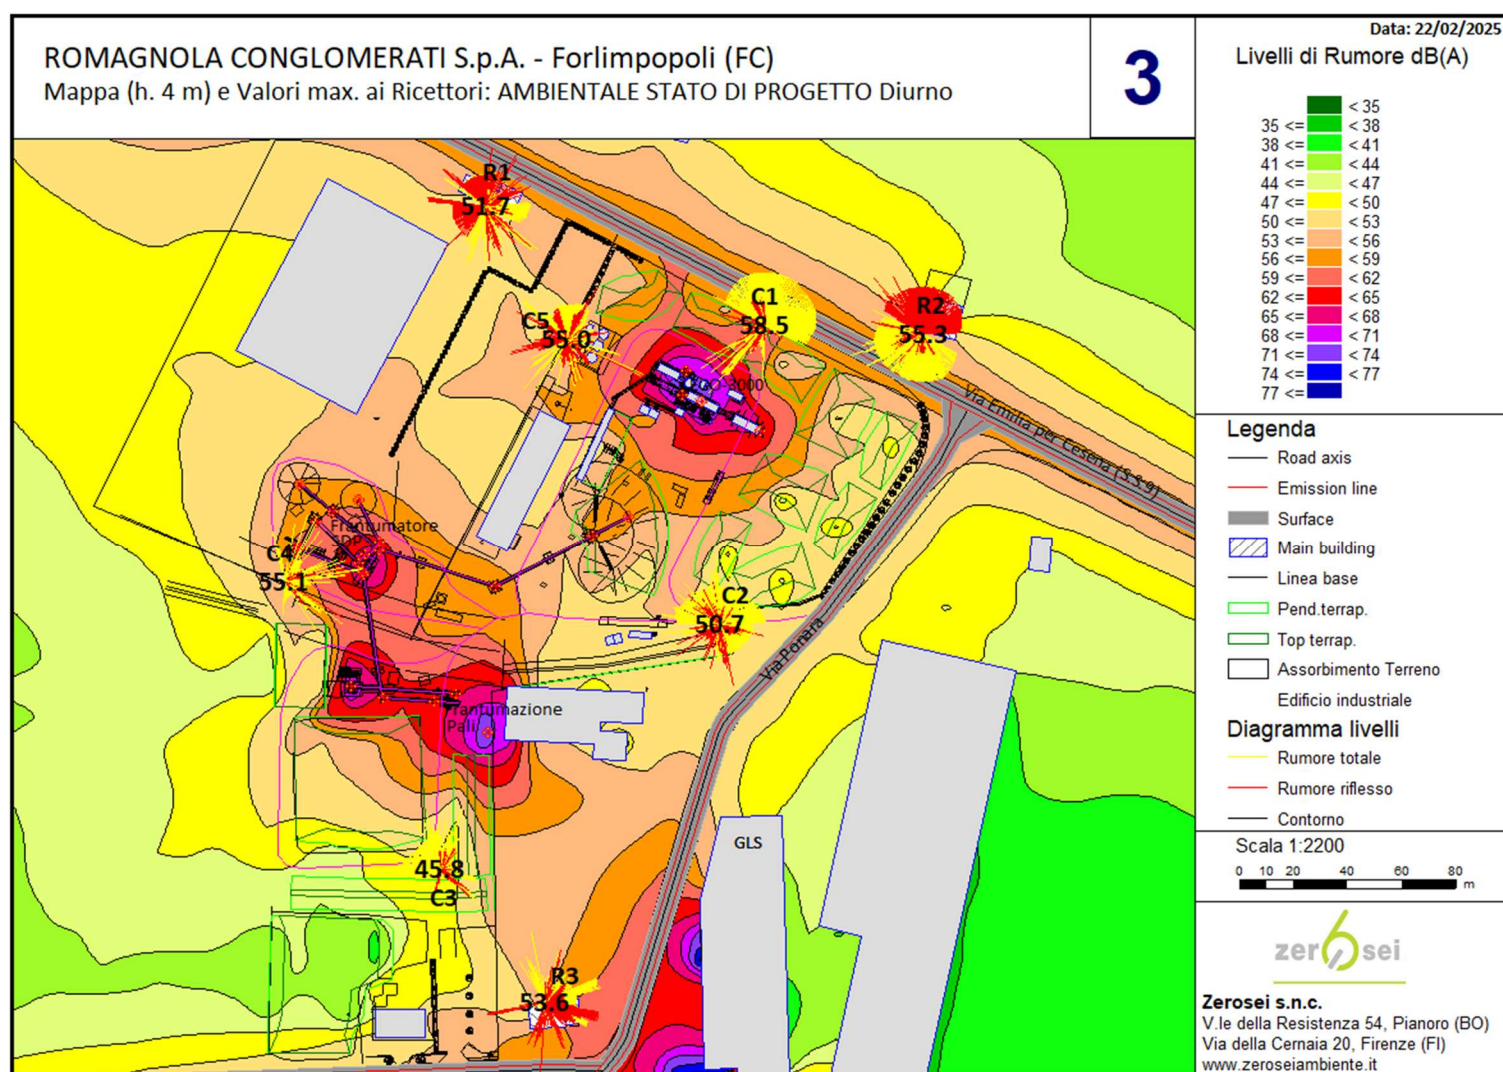 ROMAGNOLA CONGLOMERATI S.p.A. - Forlimpopoli (FC)
Mappa (h. 4 m) e Valori max. ai Ricettori: AMBIENTALE STATO DI PROGETTO Diurno
3
Data: 22/02/2025
Livelli di Rumore dB(A)
< 35
35 <= < 38
38 <= < 41
41 <= < 44
44 <= < 47
47 <= < 50
50 <= < 53
53 <= < 56
56 <= < 59
59 <= < 62
62 <= < 65
65 <= < 68
68 <= < 71
71 <= < 74
74 <= < 77
77 <=
Legenda
Road axis
Emission line
Surface
Main building
Linea base
Pend.terrap.
Top terrap.
Assorbimento Terreno
Edificio industriale
Diagramma livelli
Rumore totale
Rumore riflesso
Contorno
Scala 1:2200
0 10 20 40 60 80
m
zer6sei
Zerosei s.n.c.
V.le della Resistenza 54, Pianoro (BO)
Via della Cernaia 20, Firenze (FI)
www.zeroseiambiente.it
R1
51.7
C5
55.0
C1
58.5
R2
55.3
Via Emilia per Cesena (S.S.9)
Frantumatore
C4
55.1
C2
50.7
Via Ponara
Frantumazione
Pali
GLS
45.8
C3
R3
53.6